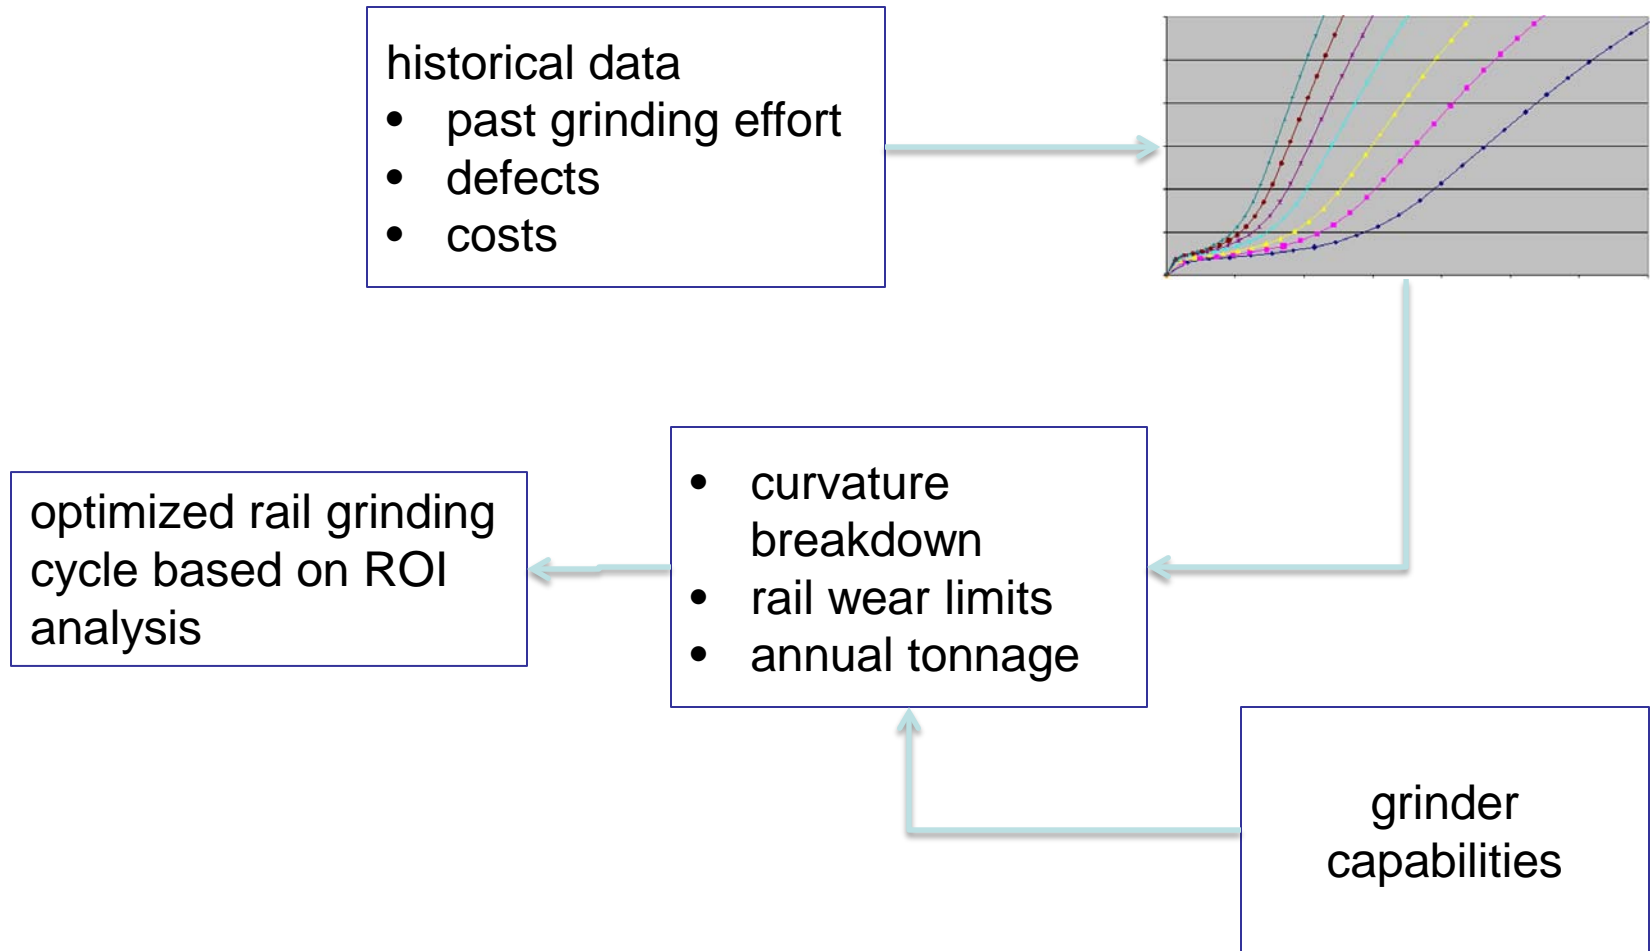 historical data
• past grinding effort
• defects
• costs
• curvature
breakdown
• rail wear limits
• annual tonnage
optimized rail grinding
cycle based on ROI
analysis
grinder
capabilities